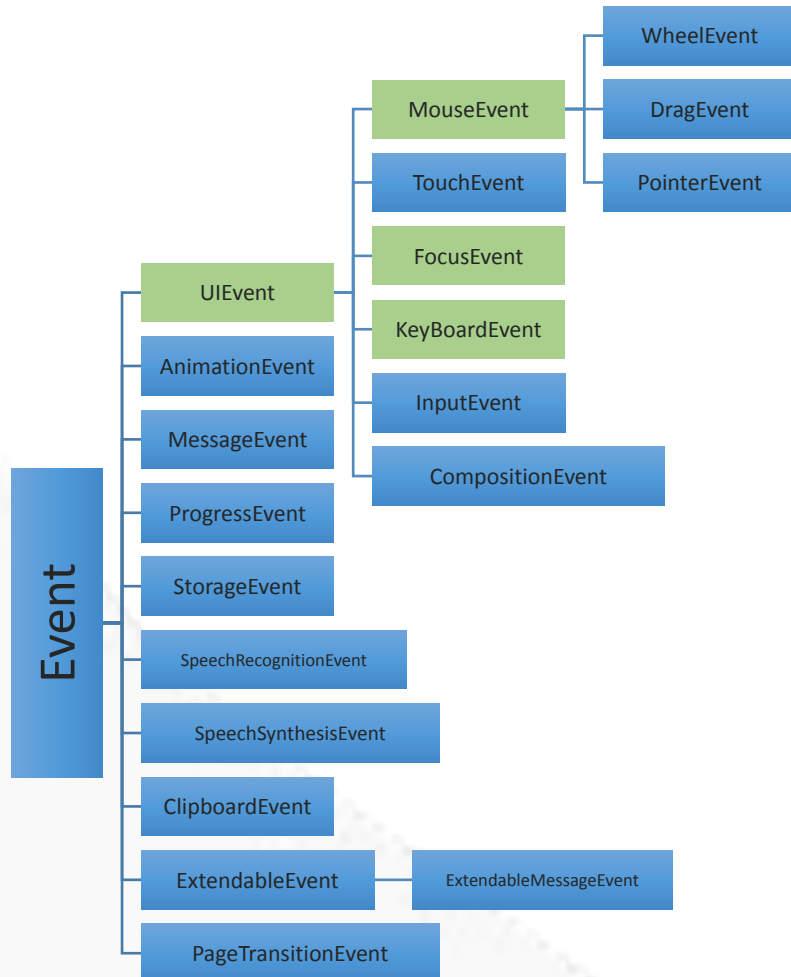 WheelEvent
MouseEvent
DragEvent
TouchEvent
PointerEvent
FocusEvent
UIEvent
KeyBoardEvent
AnimationEvent
InputEvent
MessageEvent
CompositionEvent
ProgressEvent
Event
StorageEvent
SpeechRecognitionEvent
SpeechSynthesisEvent
ClipboardEvent
ExtendableEvent
ExtendableMessageEvent
PageTransitionEvent